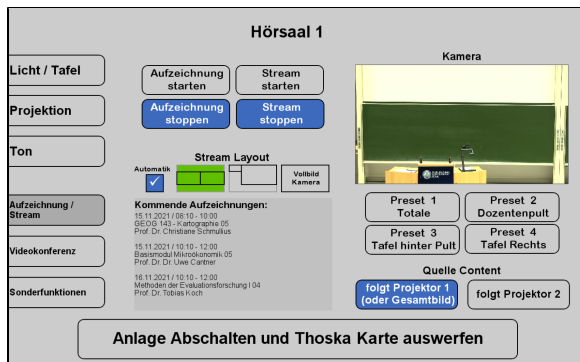 Hörsaal 1
Licht / Tafel
Projektion
Ton
Aufzeichnung /
Stream
Videokonferenz
Sonderfunktionen
Aufzeichnung
starten
Stream
starten
Aufzeichnung
stoppen
Stream
stoppen
Stream Layout
Automatik
Vollbild
Kamera
Kommende Aufzeichnungen:
15.11.2021 / 08:10 - 10:00
GEOG 143 - Kartographie 05
Prof. Dr. Christiane Schmullius
15.11.2021 / 10:10 - 12:00
Basismodul Mikroökonomik 05
Prof. Dr. Dr. Uwe Cantner
16.11.2021 / 10:10 - 12:00
Methoden der Evaluationsforschung I 04
Prof. Dr. Tobias Koch
Kamera
Preset 1
Totale
Preset 2
Dozentenpult
Preset 3
Tafel hinter Pult
Preset 4
Tafel Rechts
Quelle Content
folgt Projektor 1
(oder Gesamtbild)
folgt Projektor 2
Anlage Abschalten und Thoska Karte auswerfen